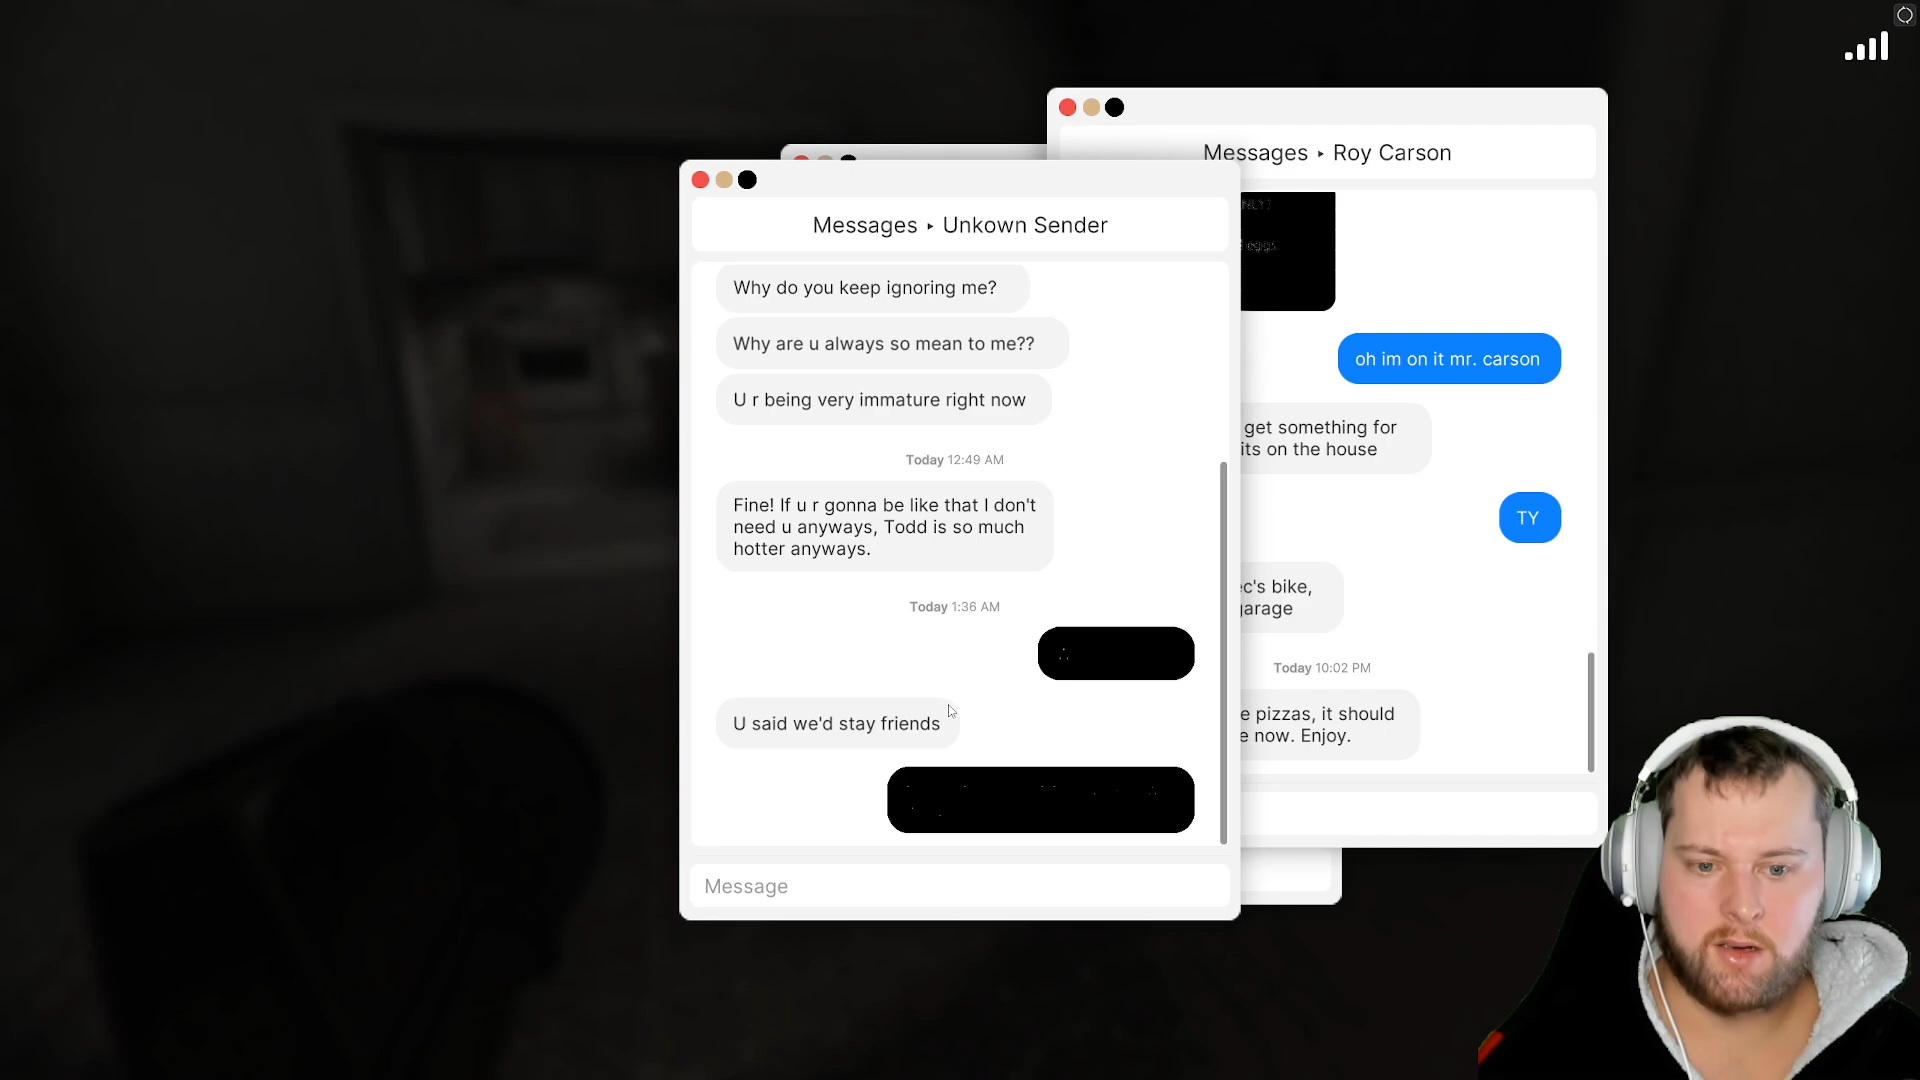 Messages ▸ Unkown Sender
Why do you keep ignoring me?
Why are u always so mean to me??
U r being very immature right now
Today 12:49 AM
Fine! If u r gonna be like that I don't
need u anyways, Todd is so much
hotter anyways.
Today 1:36 AM
U said we'd stay friends
Message
Messages ▸ Roy Carson
eggs
oh im on it mr. carson
get something for
its on the house
TY
bike,
garage
Today 10:02 PM
pizzas, it should
now. Enjoy.